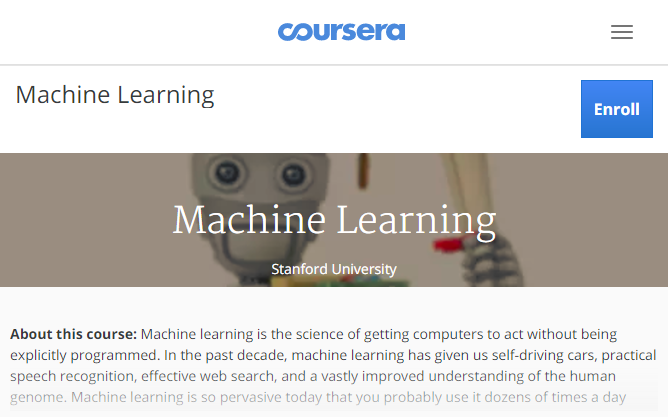 coursera
Machine Learning
Enroll
Machine Learning
Stanford University
About this course: Machine learning is the science of getting computers to act without being
explicitly programmed. In the past decade, machine learning has given us self-driving cars, practical
speech recognition, effective web search, and a vastly improved understanding of the human
genome. Machine learning is so pervasive today that you probably use it dozens of times a day